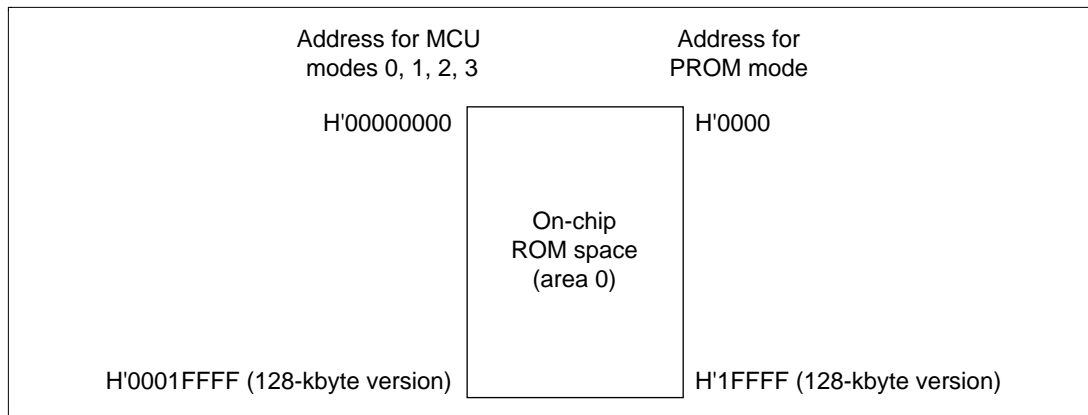 Address for MCU
modes 0, 1, 2, 3
Address for
PROM mode
H'00000000
H'0000
On-chip
ROM space
(area 0)
H'0001FFFF (128-kbyte version)
H'1FFFF (128-kbyte version)